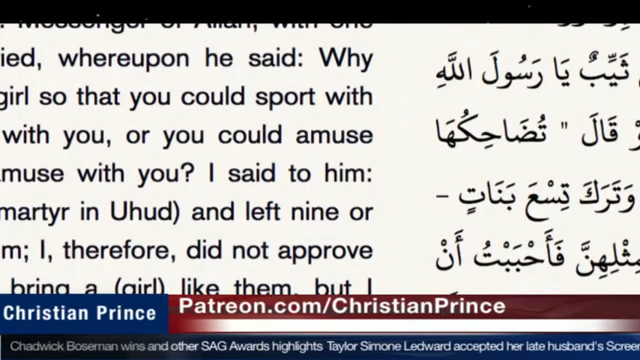 Messenger of Allah, with one
ied, whereupon he said: Why
girl so that you could sport with
with you, or you could amuse
amuse with you? I said to him:
martyr in Uhud) and left nine or
m; I, therefore, did not approve
bring a (girl) like them, but I
ثَيِّبٌ يَا رَسُولَ اللَّهِ
قَالَ " تُضَاحِكُهَا
وَتَرَكَ تِسْعَ بَنَاتٍ -
مِثْلِهِنَّ فَأَحْبَبْتُ أَنْ
Christian Prince
Patreon.com/ChristianPrince
Chadwick Boseman wins and other SAG Awards highlights Taylor Simone Ledward accepted her late husband's Screen